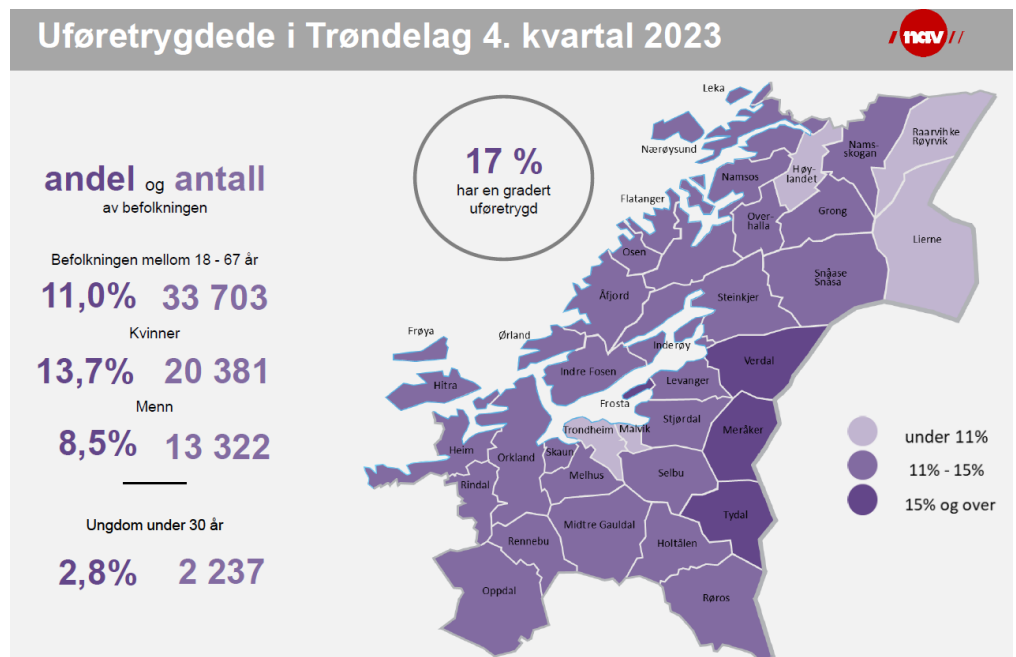 Uføretrygdede i Trøndelag 4. kvartal 2023
nav
andel og antall
av befolkningen
Befolkningen mellom 18 - 67 år
11,0% 33 703
Kvinner
13,7% 20 381
Menn
8,5% 13 322
Ungdom under 30 år
2,8% 2 237
17 %
har en gradert
uføretrygd
Leka
Nærøysund
Namsos
Høy-
landet
Nams-
skogan
Raarvihke
Røyrvik
Flatanger
Over-
halla
Grong
Lierne
Osen
Snåase
Snåsa
Åfjord
Steinkjer
Frøya
Ørland
Inderøy
Verdal
Hitra
Indre Fosen
Levanger
Frosta
Stjørdal
Meråker
Trondheim
Malvik
Heim
Orkland
Skaun
Melhus
Selbu
Rindal
Tydal
Midtre Gauldal
Rennebu
Holtålen
Oppdal
Røros
under 11%
11% - 15%
15% og over